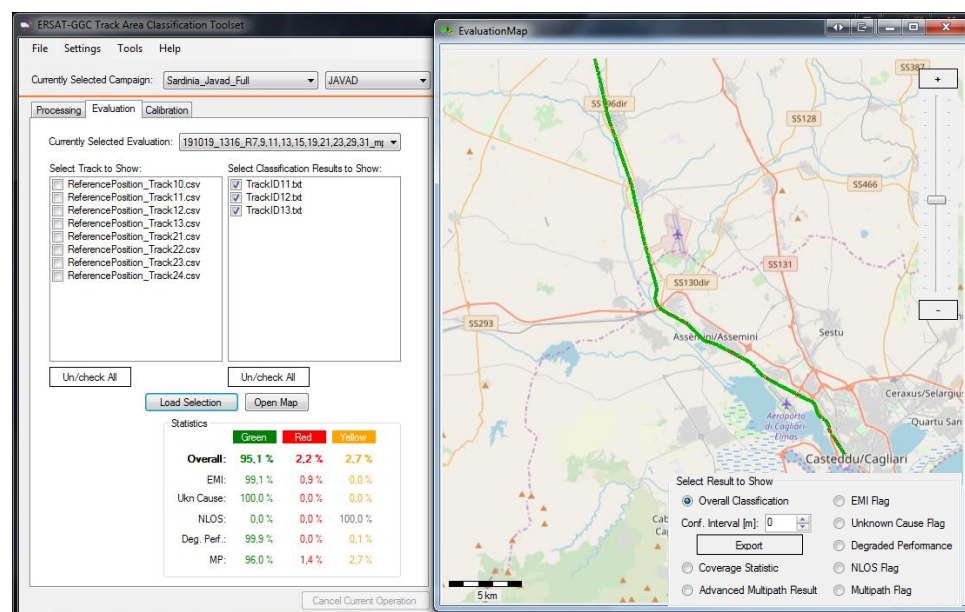 ERSAT-GGC Track Area Classification Toolset
File Settings Tools Help
Currently Selected Campaign: Sardinia_Javad_Full JAVAD
Processing Evaluation Calibration
Currently Selected Evaluation: 191019_1316_R7,9,11,13,15,19,21,23,29,31_mp
Select Track to Show: Select Classification Results to Show:
ReferencePosition_Track10.csv TrackID11.txt
ReferencePosition_Track11.csv TrackID12.txt
ReferencePosition_Track12.csv TrackID13.txt
ReferencePosition_Track13.csv
ReferencePosition_Track21.csv
ReferencePosition_Track22.csv
ReferencePosition_Track23.csv
ReferencePosition_Track24.csv
Un/check All Un/check All
Load Selection Open Map
Statistics
Green Red Yellow
Overall: 95,1 % 2,2 % 2,7 %
EMI: 99,1 % 0,9 % 0,0 %
Ukn Cause: 100,0 % 0,0 % 0,0 %
NLOS: 0,0 % 0,0 % 100,0 %
Deg. Perf.: 99,9 % 0,0 % 0,1 %
MP: 96,0 % 1,4 % 2,7 %
Cancel Current Operation
EvaluationMap
SS387
+
SS196dir
SS128
SS466
SS131
SS130dir
-
SS293
Assemini/Assemini
Sestu
Ceraxus/Selargius
Aeroporto
di Cagliari-
Elmas
Quartu San
Casteddu/Cagliari
Select Result to Show
Overall Classification EMI Flag
Conf. Interval [m]: 0 Unknown Cause Flag
Export Degraded Performance
Coverage Statistic NLOS Flag
Advanced Multipath Result Multipath Flag
5 km